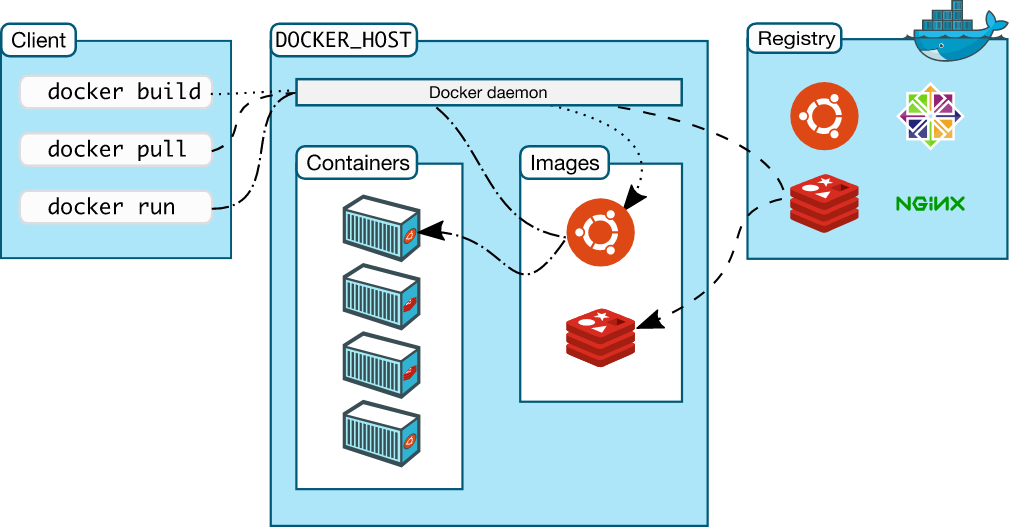 Client
docker build
docker pull
docker run
DOCKER_HOST
Docker daemon
Containers
Images
Registry
NGiNX